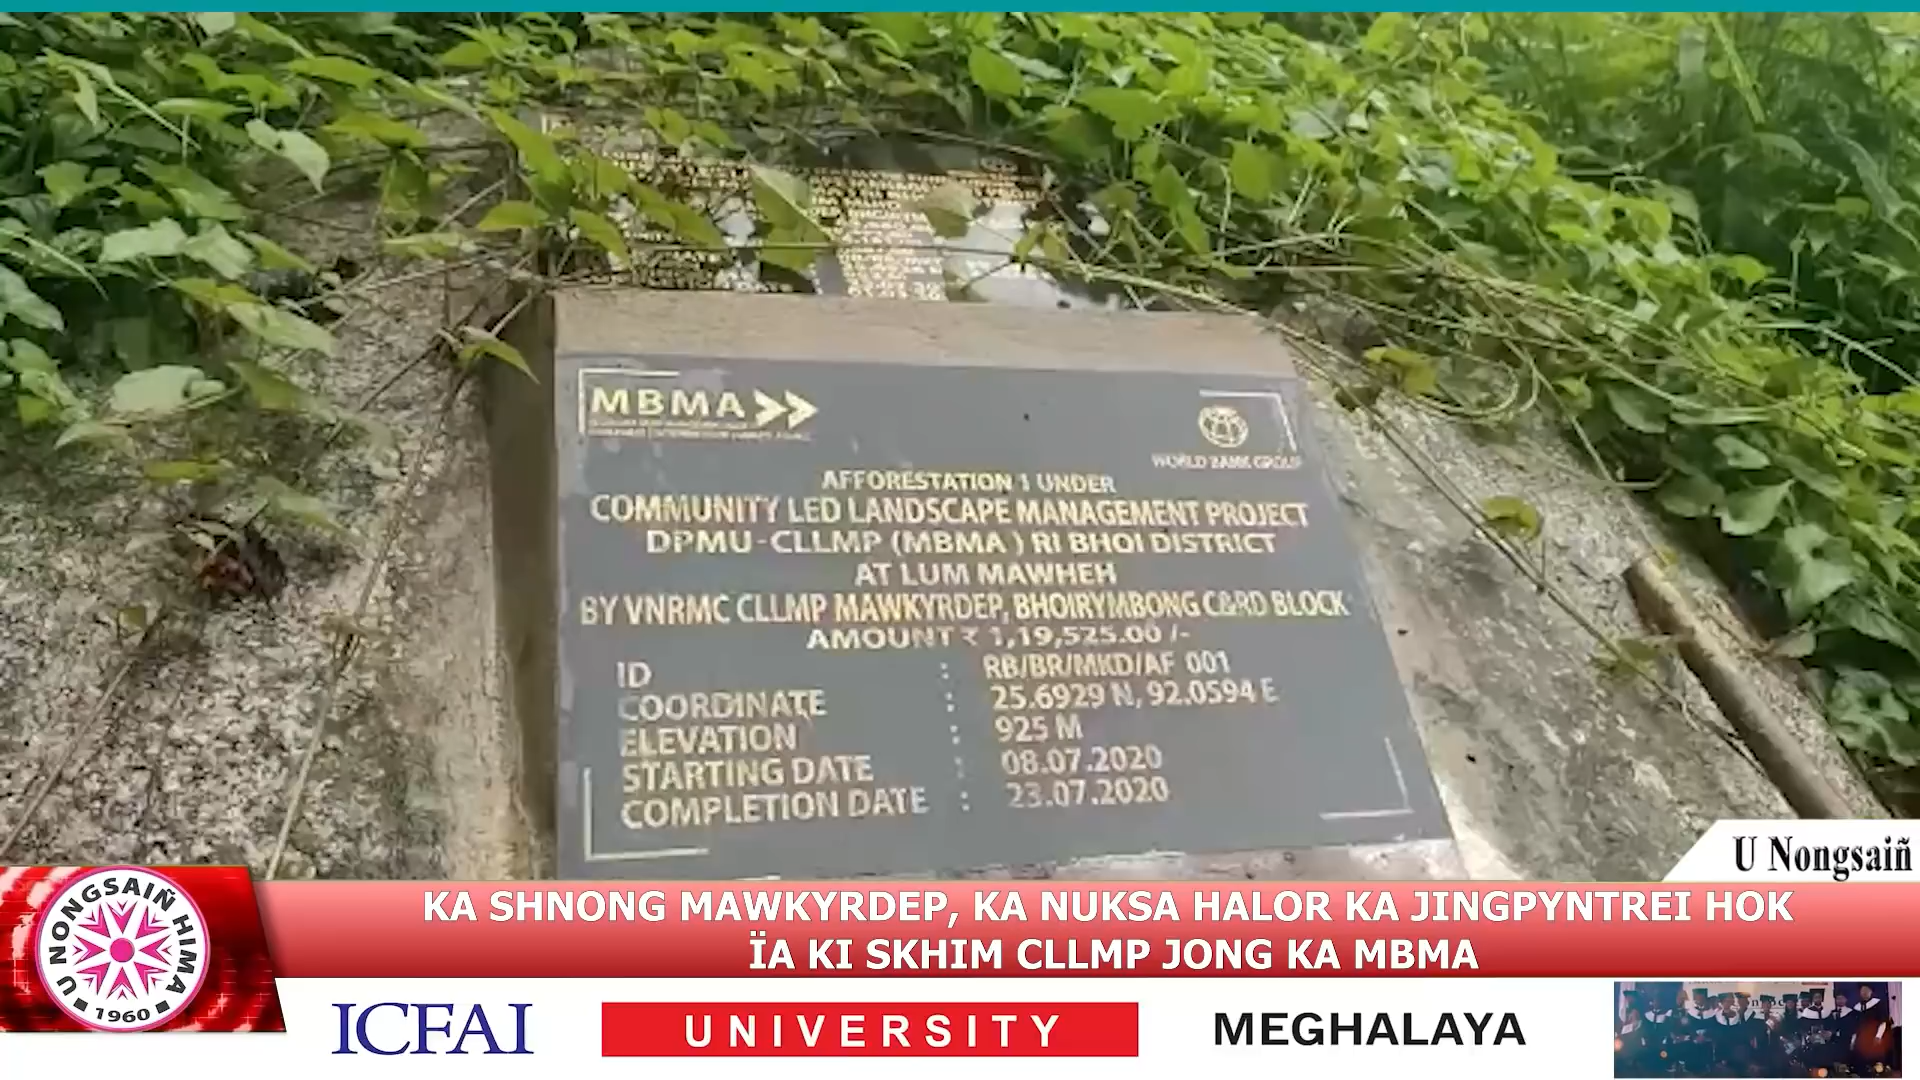 MBMA
WORLD BANK GROUP
AFFORESTATION 1 UNDER
COMMUNITY LED LANDSCAPE MANAGEMENT PROJECT
DPMU-CLLMP (MBMA) RI BHOI DISTRICT
AT LUM MAWHEH
BY VNRMC CLLMP MAWKYRDEP, BHOIRYMBONG C&RD BLOCK
AMOUNT ₹ 1,19,525.00 /-
ID : RB/BR/MKD/AF 001
COORDINATE : 25.6929 N, 92.0594 E
ELEVATION : 925 M
STARTING DATE : 08.07.2020
COMPLETION DATE : 23.07.2020
U Nongsaiñ
U NONGSAIÑ HIMA
1960
KA SHNONG MAWKYRDEP, KA NUKSA HALOR KA JINGPYNTREI HOK
ÏA KI SKHIM CLLMP JONG KA MBMA
ICFAI UNIVERSITY MEGHALAYA